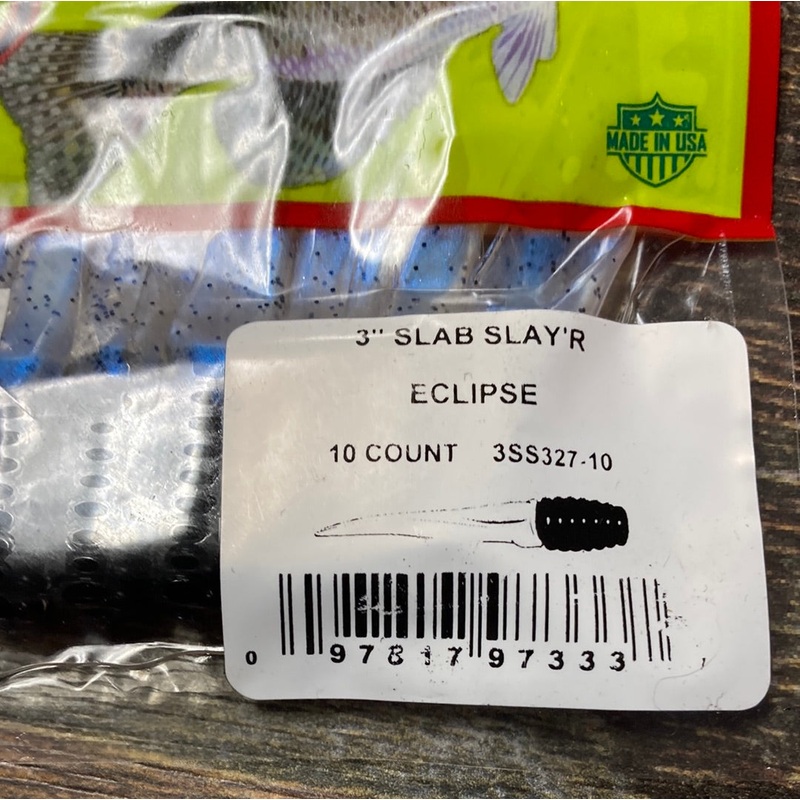 MADE IN USA
3" SLAB SLAY'R
ECLIPSE
10 COUNT 3SS327-10
0 97817 97333